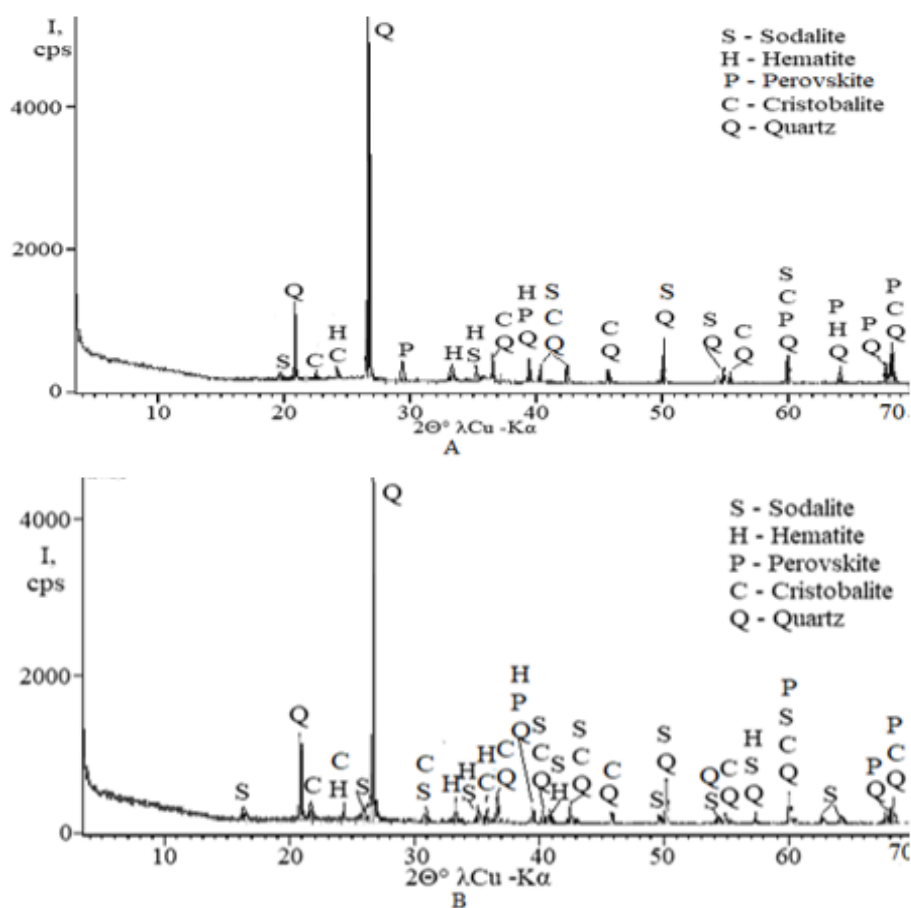 I,
cps
4000
2000
0
Q
S - Sodalite
H - Hematite
P - Perovskite
C - Cristobalite
Q - Quartz
S
Q
C
H
C
P
H
H
S
C
Q
H
P
Q
S
C
Q
C
Q
S
Q
S
Q
C
Q
S
C
P
Q
P
H
Q
P
Q
P
C
Q
10 20 30 40 50 60 70
2Θ° λCu -Kα
A
4000
I,
cps
2000
0
Q
S - Sodalite
H - Hematite
P - Perovskite
C - Cristobalite
Q - Quartz
S
Q
C
C
H
S
C
S
H
H
S
H
C
C
Q
H
P
Q
S
C
Q
S
H
S
C
Q
C
Q
S
S
Q
Q
S
C
Q
H
S
Q
P
S
C
Q
S
P
Q
P
C
Q
10 20 30 40 50 60 70
2Θ° λCu -Kα
B